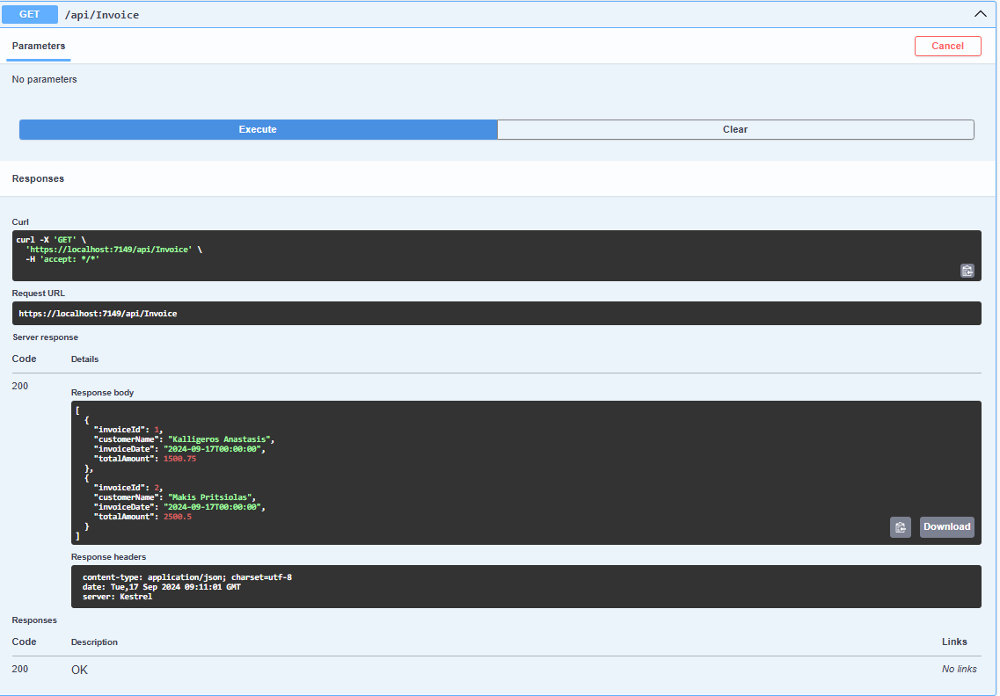 GET /api/Invoice
Parameters Cancel
No parameters
Execute Clear
Responses
Curl
curl -X 'GET' \
  'https://localhost:7149/api/Invoice' \
  -H 'accept: */*'
Request URL
https://localhost:7149/api/Invoice
Server response
Code Details
200
Response body
[
  {
    "invoiceId": 1,
    "customerName": "Kalligeros Anastasis",
    "invoiceDate": "2024-09-17T00:00:00",
    "totalAmount": 1500.75
  },
  {
    "invoiceId": 2,
    "customerName": "Makis Pritsiolas",
    "invoiceDate": "2024-09-17T00:00:00",
    "totalAmount": 2500.5
  }
]
Download
Response headers
content-type: application/json; charset=utf-8
date: Tue,17 Sep 2024 09:11:01 GMT
server: Kestrel
Responses
Code Description Links
200 OK No links